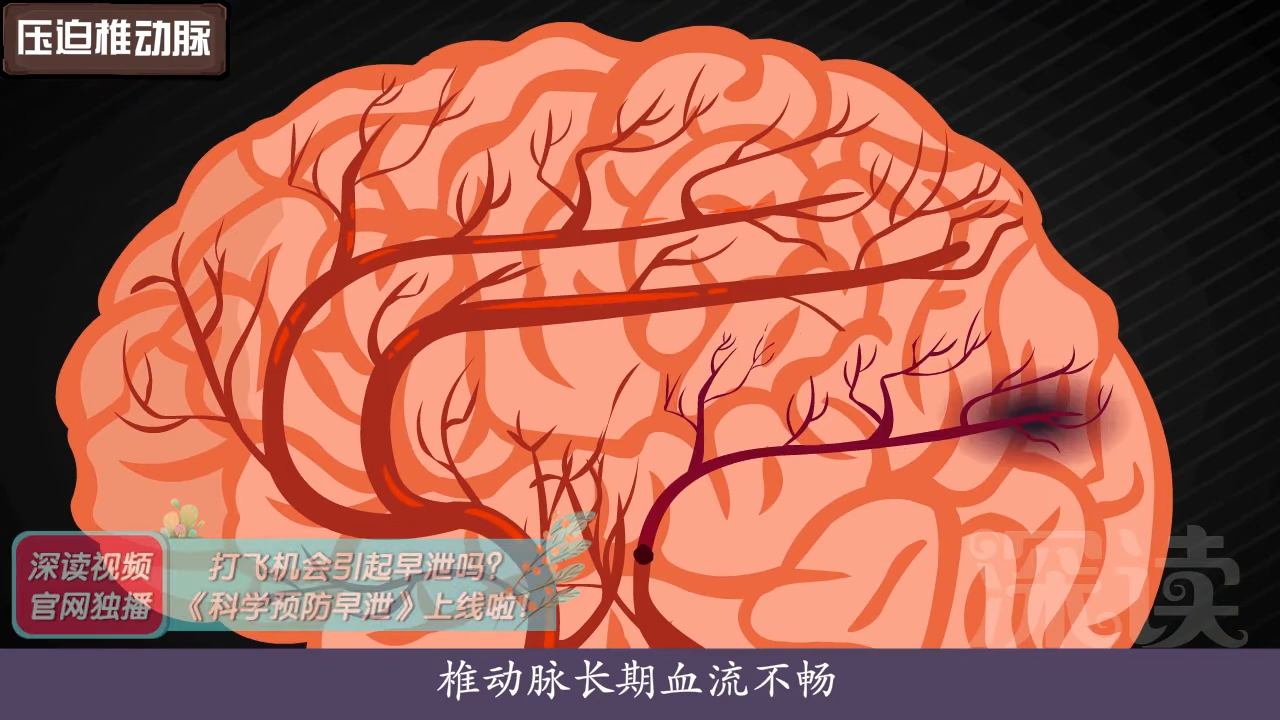 压迫椎动脉
深读视频
官网独播
打飞机会引起早泄吗?
《科学预防早泄》上线啦!
深读
椎动脉长期血流不畅